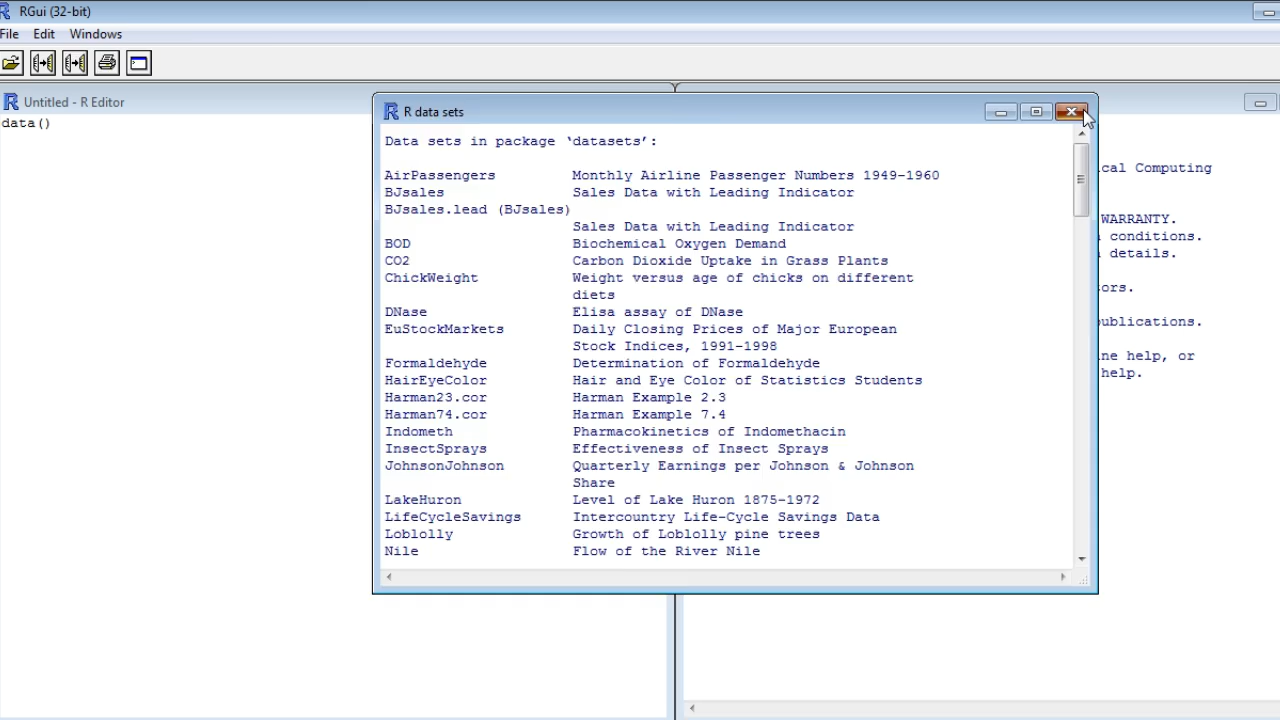 RGui (32-bit)
File Edit Windows
Untitled - R Editor
data()
R data sets
Data sets in package ‘datasets’:
AirPassengers Monthly Airline Passenger Numbers 1949-1960
BJsales Sales Data with Leading Indicator
BJsales.lead (BJsales)
Sales Data with Leading Indicator
BOD Biochemical Oxygen Demand
CO2 Carbon Dioxide Uptake in Grass Plants
ChickWeight Weight versus age of chicks on different
diets
DNase Elisa assay of DNase
EuStockMarkets Daily Closing Prices of Major European
Stock Indices, 1991-1998
Formaldehyde Determination of Formaldehyde
HairEyeColor Hair and Eye Color of Statistics Students
Harman23.cor Harman Example 2.3
Harman74.cor Harman Example 7.4
Indometh Pharmacokinetics of Indomethacin
InsectSprays Effectiveness of Insect Sprays
JohnsonJohnson Quarterly Earnings per Johnson & Johnson
Share
LakeHuron Level of Lake Huron 1875-1972
LifeCycleSavings Intercountry Life-Cycle Savings Data
Loblolly Growth of Loblolly pine trees
Nile Flow of the River Nile
cal Computing
WARRANTY.
conditions.
details.
ors.
ublications.
ne help, or
help.